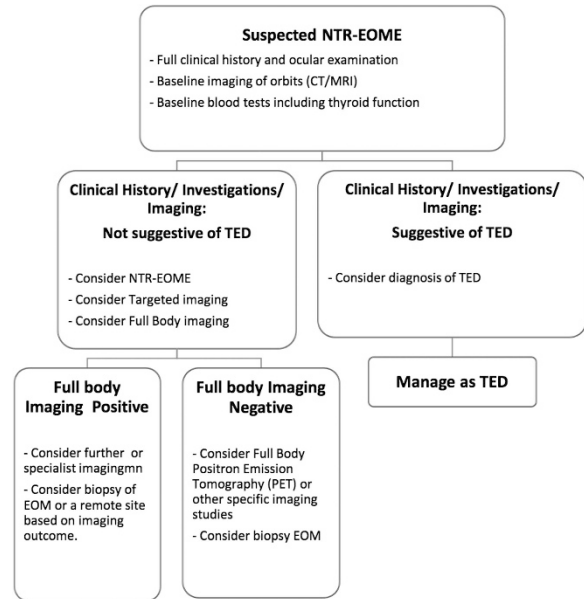 Suspected NTR-EOME
- Full clinical history and ocular examination
- Baseline imaging of orbits (CT/MRI)
- Baseline blood tests including thyroid function
Clinical History/ Investigations/
Imaging:
Not suggestive of TED
- Consider NTR-EOME
- Consider Targeted imaging
- Consider Full Body imaging
Clinical History/ Investigations/
Imaging:
Suggestive of TED
- Consider diagnosis of TED
Full body
Imaging Positive
- Consider further or
specialist imagingmn
- Consider biopsy of
EOM or a remote site
based on imaging
outcome.
Full body Imaging
Negative
- Consider Full Body
Positron Emission
Tomography (PET) or
other specific imaging
studies
- Consider biopsy EOM
Manage as TED